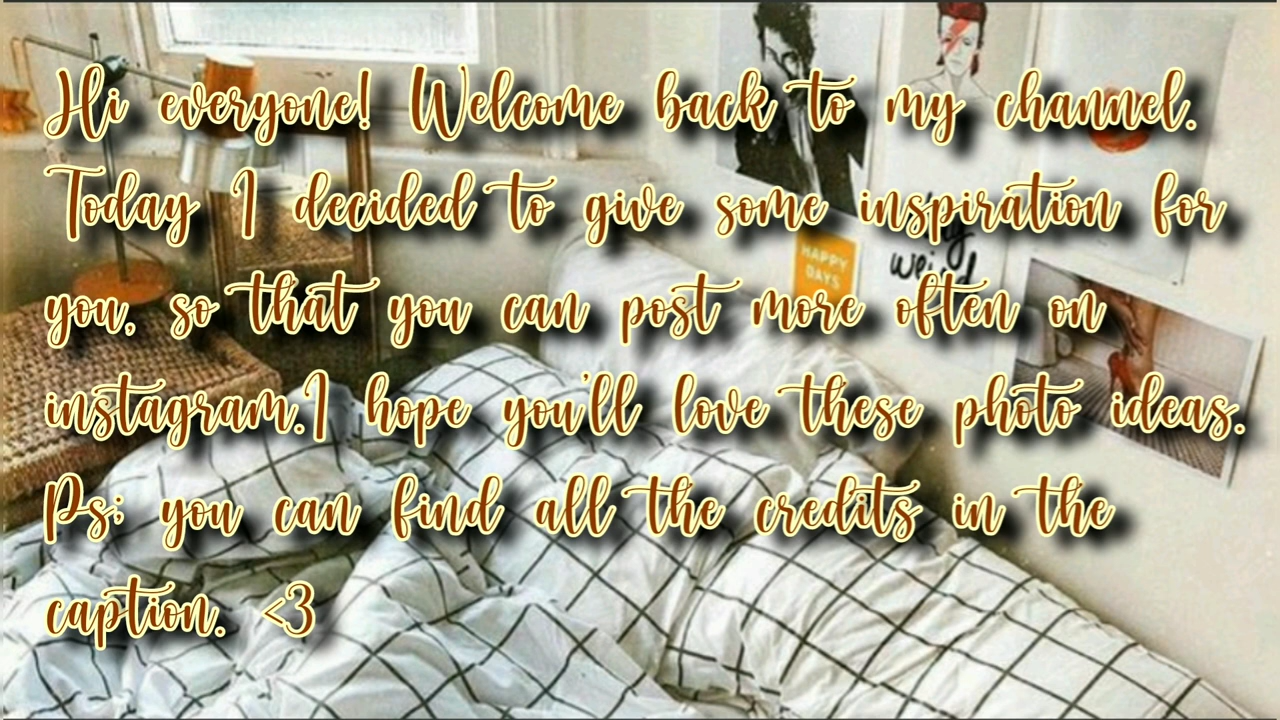 Hi everyone! Welcome back to my channel.
Today I decided to give some inspiration for
you, so that you can post more often on
instagram.I hope you'll love these photo ideas.
Ps; you can find all the credits in the
caption. <3
HAPPY
DAYS